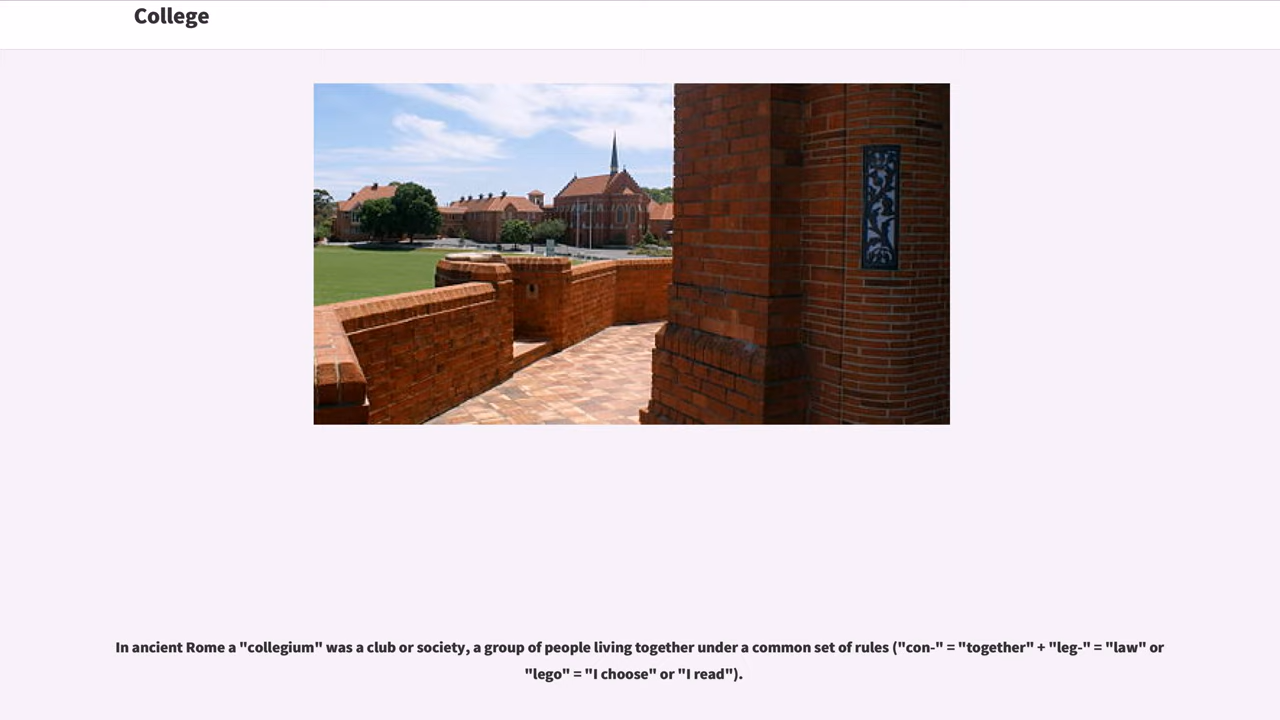 College
In ancient Rome a "collegium" was a club or society, a group of people living together under a common set of rules ("con-" = "together" + "leg-" = "law" or
"lego" = "I choose" or "I read").